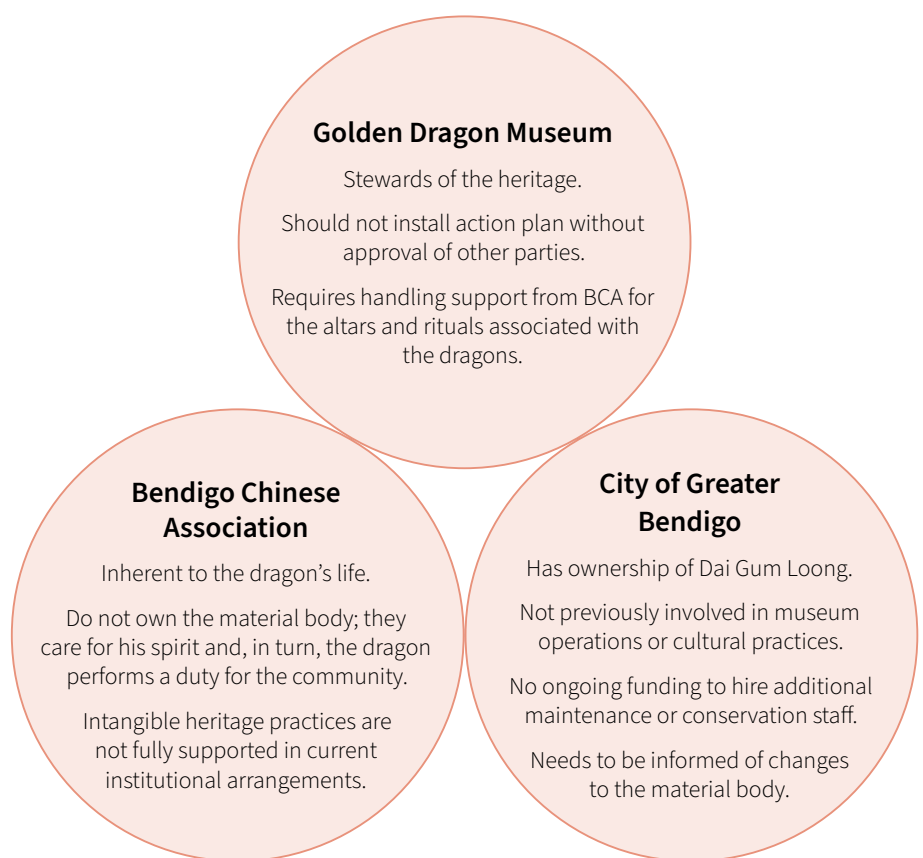 Golden Dragon Museum
Stewards of the heritage.
Should not install action plan without
approval of other parties.
Requires handling support from BCA for
the altars and rituals associated with
the dragons.
Bendigo Chinese
Association
Inherent to the dragon's life.
Do not own the material body; they
care for his spirit and, in turn, the dragon
performs a duty for the community.
Intangible heritage practices are
not fully supported in current
institutional arrangements.
City of Greater
Bendigo
Has ownership of Dai Gum Loong.
Not previously involved in museum
operations or cultural practices.
No ongoing funding to hire additional
maintenance or conservation staff.
Needs to be informed of changes
to the material body.